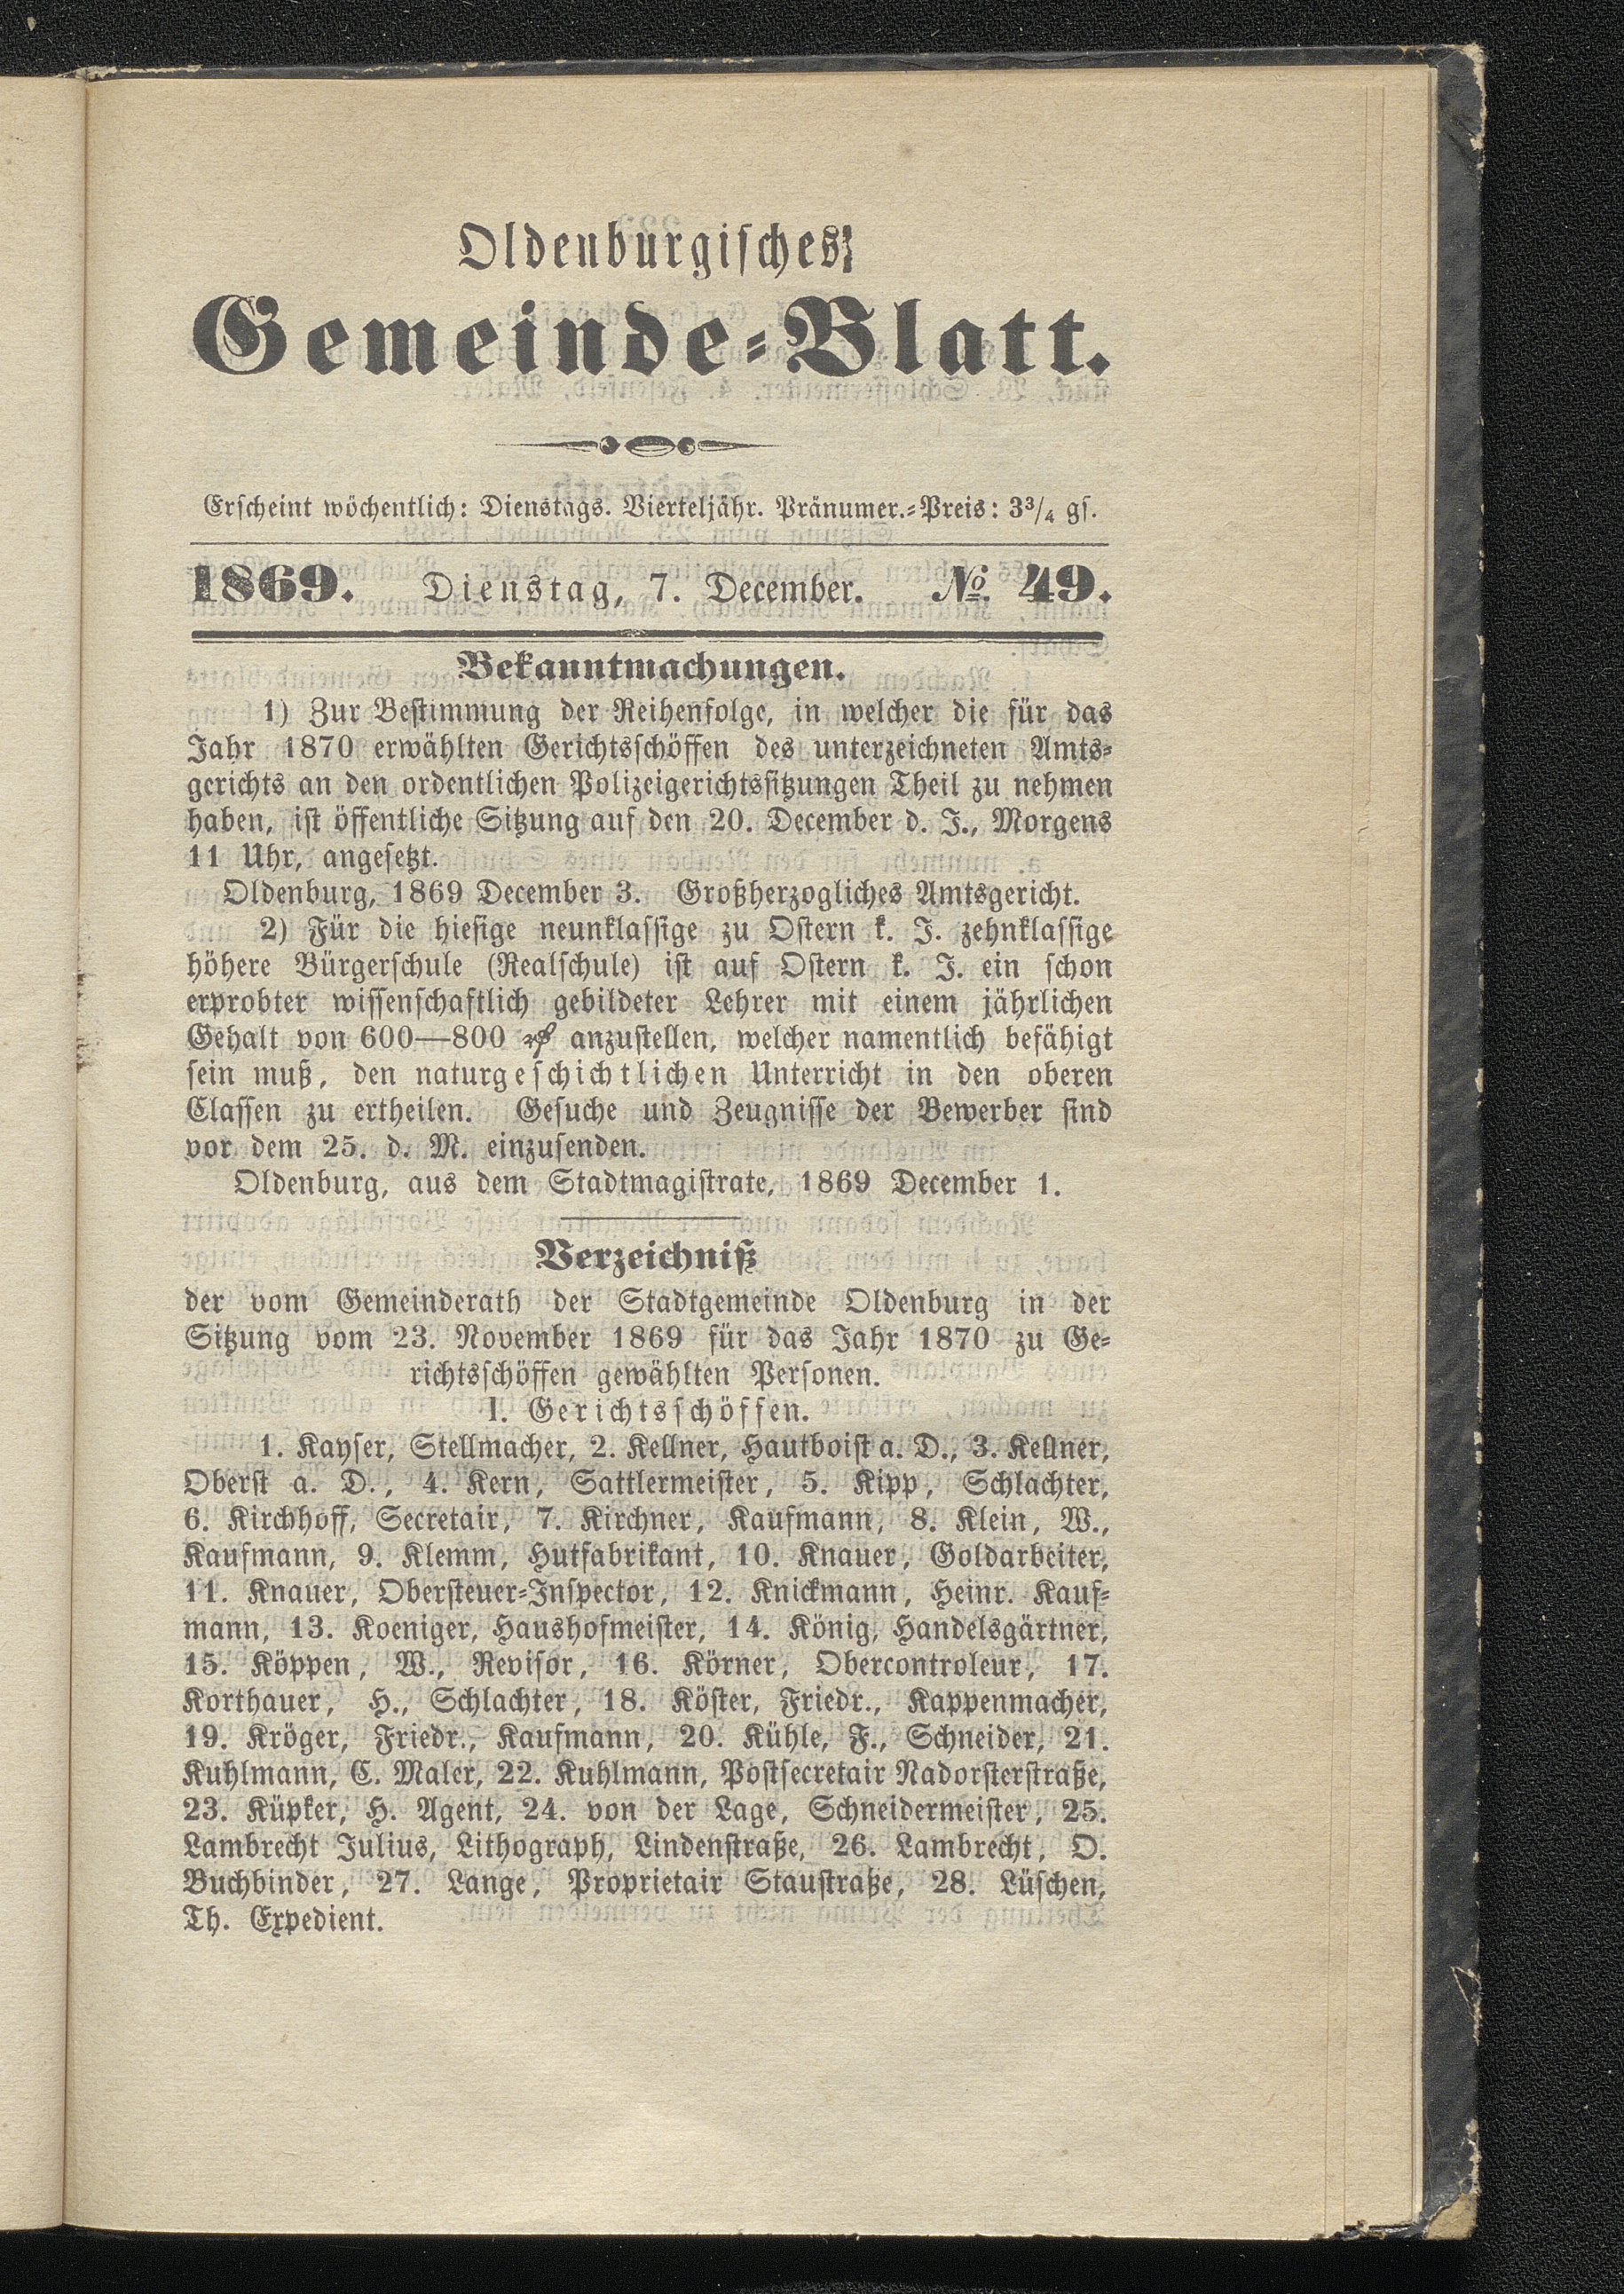 Oldenburgisches
Gemeinde-Blatt.
Erscheint wöchentlich: Dienstags. Vierteljähr. Pränumer.-Preis: 3¾ gs.
1869. Dienstag, 7. December. No. 49.
Bekanntmachungen.
1) Zur Bestimmung der Reihenfolge, in welcher die für das
Jahr 1870 erwählten Gerichtsschöffen des unterzeichneten Amts-
gerichts an den ordentlichen Polizeigerichtssitzungen Theil zu nehmen
haben, ist öffentliche Sitzung auf den 20. December d. J., Morgens
11 Uhr, angesetzt.
Oldenburg, 1869 December 3. Großherzogliches Amtsgericht.
2) Für die hiesige neunklassige zu Ostern k. J. zehnklassige
höhere Bürgerschule (Realschule) ist auf Ostern k. J. ein schon
erprobter wissenschaftlich gebildeter Lehrer mit einem jährlichen
Gehalt von 600—800 ₰ anzustellen, welcher namentlich befähigt
sein muß, den naturgeschichtlichen Unterricht in den oberen
Classen zu ertheilen. Gesuche und Zeugnisse der Bewerber sind
vor dem 25. d. M. einzusenden.
Oldenburg, aus dem Stadtmagistrate, 1869 December 1.
Verzeichniß
der vom Gemeinderath der Stadtgemeinde Oldenburg in der
Sitzung vom 23. November 1869 für das Jahr 1870 zu Ge-
richtsschöffen gewählten Personen.
I. Gerichtsschöffen.
1. Kayser, Stellmacher, 2. Kellner, Hautboist a. D., 3. Kellner,
Oberst a. D., 4. Kern, Sattlermeister, 5. Kipp, Schlachter,
6. Kirchhoff, Secretair, 7. Kirchner, Kaufmann, 8. Klein, W.,
Kaufmann, 9. Klemm, Hutfabrikant, 10. Knauer, Goldarbeiter,
11. Knauer, Obersteuer-Inspector, 12. Knickmann, Heinr. Kauf-
mann, 13. Koeniger, Haushofmeister, 14. König, Handelsgärtner,
15. Köppen, W., Revisor, 16. Körner, Obercontroleur, 17.
Korthauer, H., Schlachter, 18. Köster, Friedr., Kappenmacher,
19. Kröger, Friedr., Kaufmann, 20. Kühle, F., Schneider, 21.
Kuhlmann, C. Maler, 22. Kuhlmann, Postsecretair Nadorsterstraße,
23. Küpker, H. Agent, 24. von der Lage, Schneidermeister, 25.
Lambrecht Julius, Lithograph, Lindenstraße, 26. Lambrecht, O.
Buchbinder, 27. Lange, Proprietair Staustraße, 28. Lüschen,
Th. Expedient.